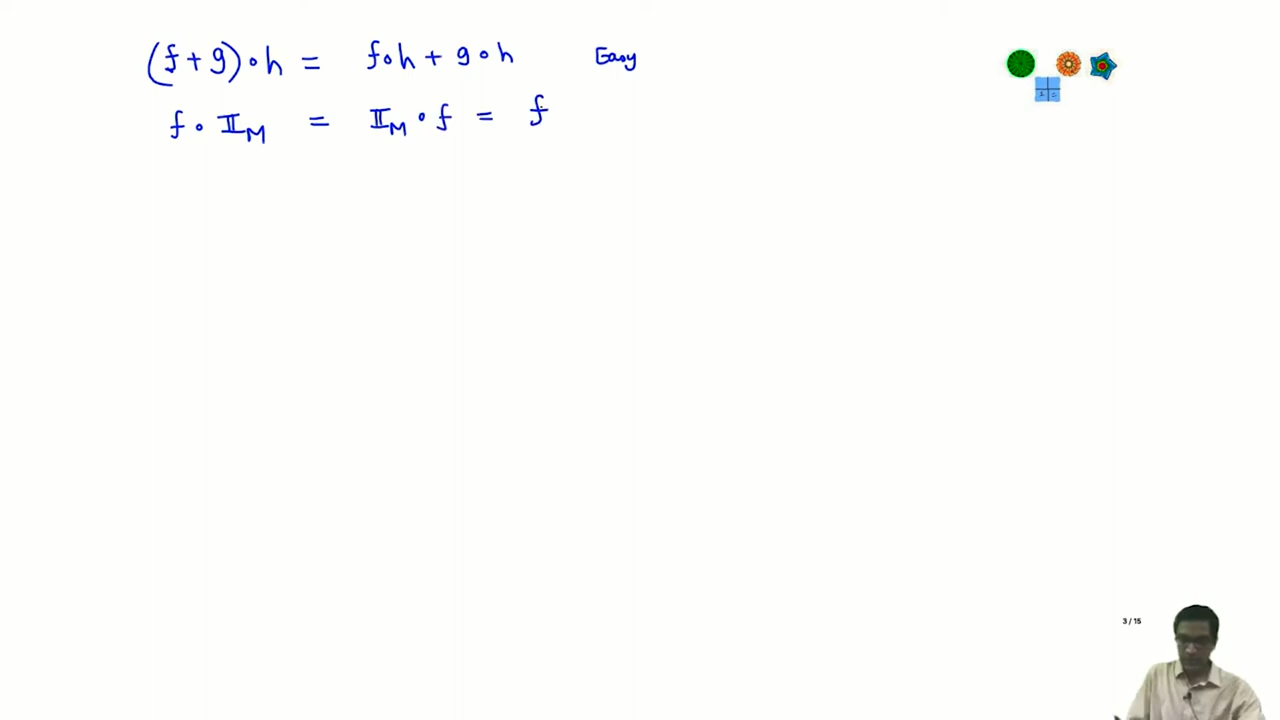 (f + g) ∘ h = f ∘ h + g ∘ h Easy
f ∘ 𝕀_M = 𝕀_M ∘ f = f
3 / 15